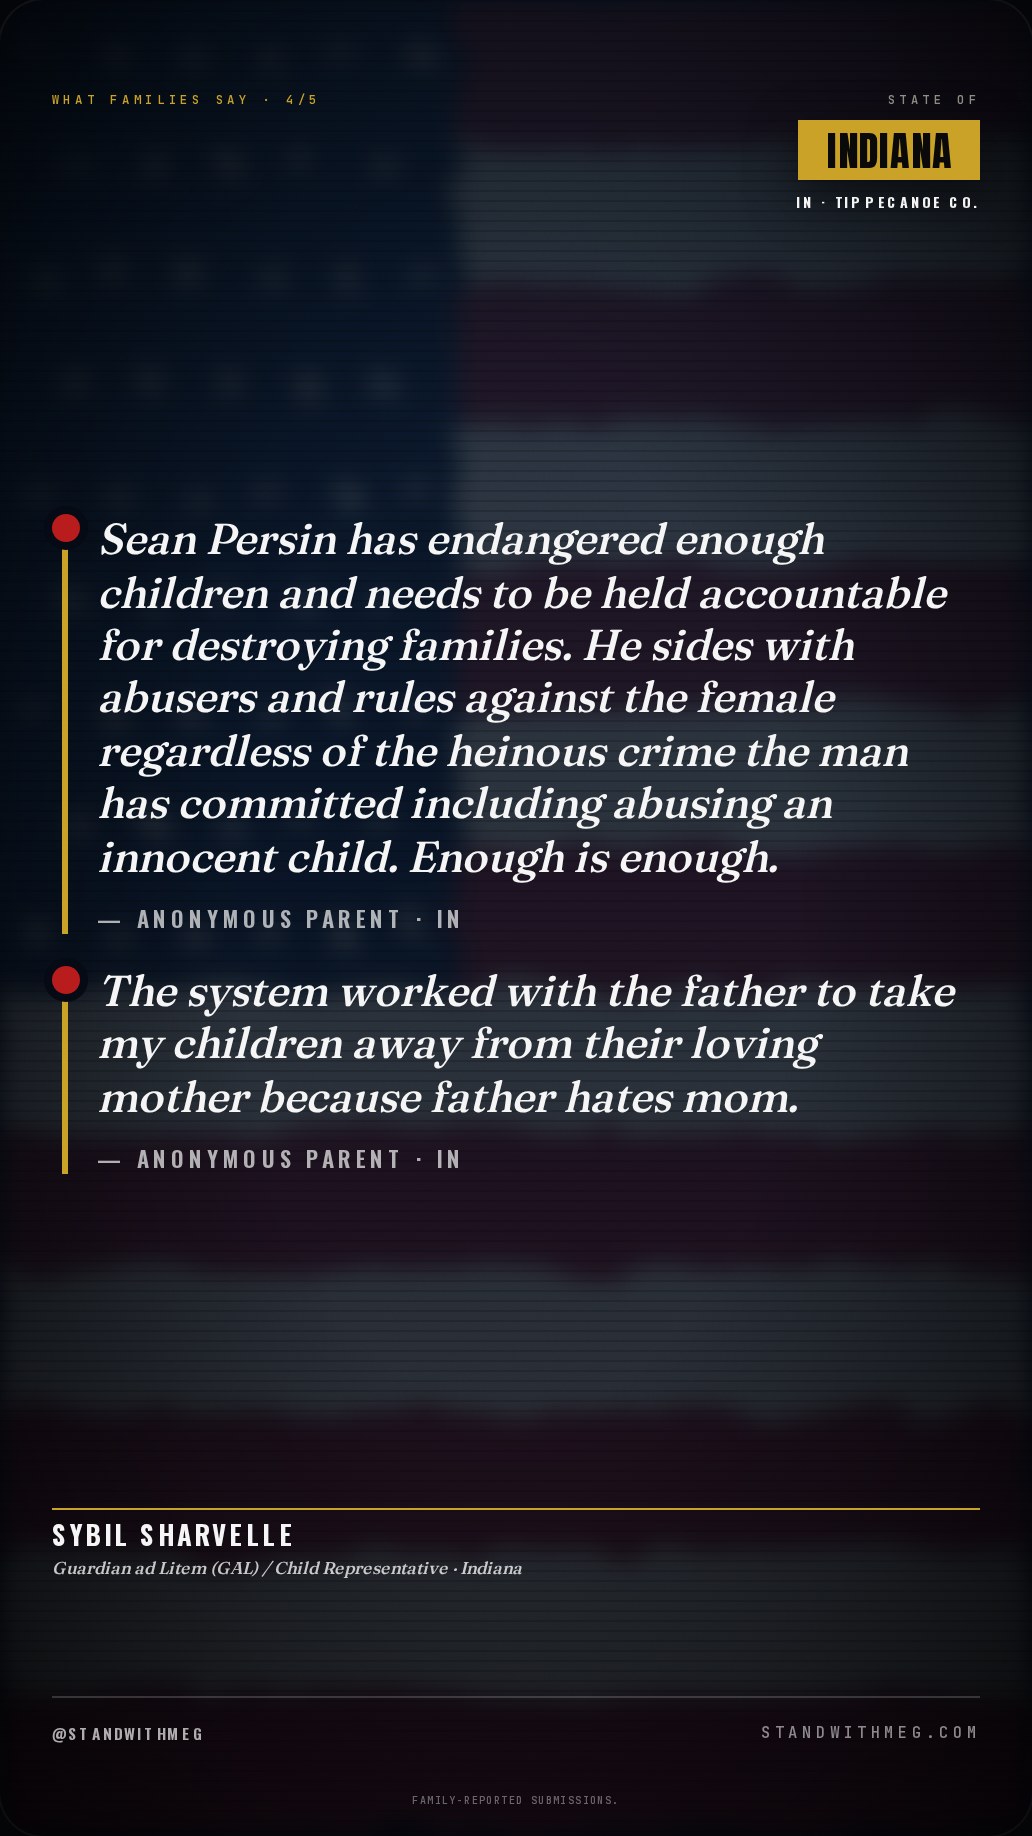 WHAT FAMILIES SAY · 4/5
STATE OF
INDIANA
IN · TIPPECANOE CO.
Sean Persin has endangered enough
children and needs to be held accountable
for destroying families. He sides with
abusers and rules against the female
regardless of the heinous crime the man
has committed including abusing an
innocent child. Enough is enough.
— ANONYMOUS PARENT · IN
The system worked with the father to take
my children away from their loving
mother because father hates mom.
— ANONYMOUS PARENT · IN
SYBIL SHARVELLE
Guardian ad Litem (GAL) / Child Representative · Indiana
@STANDWITHMEG
STANDWITHMEG.COM
FAMILY-REPORTED SUBMISSIONS.